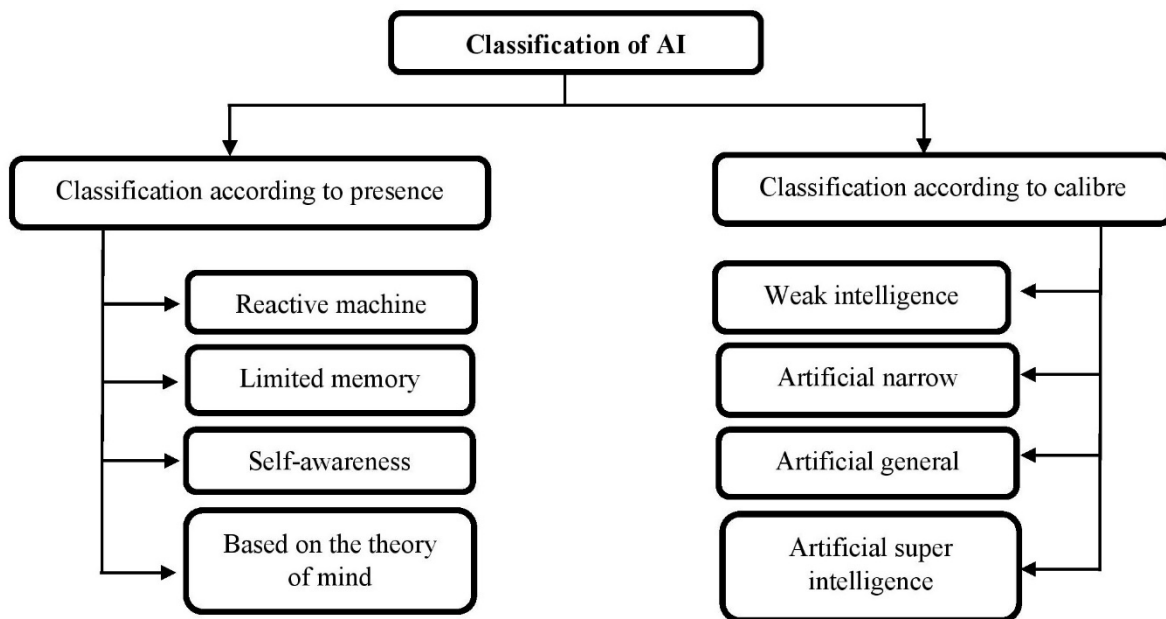 Classification of AI
Classification according to presence
Reactive machine
Limited memory
Self-awareness
Based on the theory
of mind
Classification according to calibre
Weak intelligence
Artificial narrow
Artificial general
Artificial super
intelligence